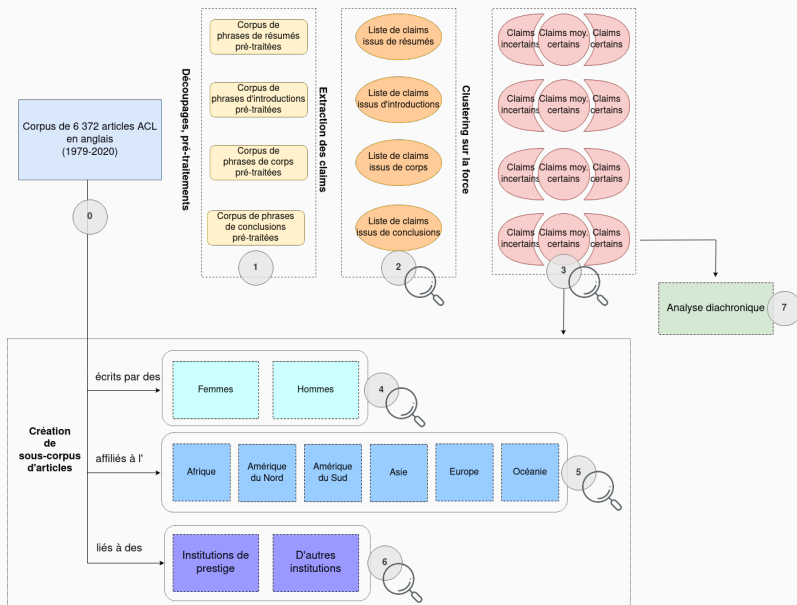 Corpus de 6 372 articles ACL
en anglais
(1979-2020)
0
Découpages, pré-traitements
Corpus de
phrases de résumés
pré-traitées
Corpus de
phrases d'introductions
pré-traitées
Corpus de
phrases de corps
pré-traitées
Corpus de phrases
de conclusions
pré-traitées
1
Extraction des claims
Liste de claims
issus de résumés
Liste de claims
issus d'introductions
Liste de claims
issus de corps
Liste de claims
issus de conclusions
2
Clustering sur la force
Claims
incertains
Claims moy.
certains
Claims
certains
Claims
incertains
Claims moy.
certains
Claims
certains
Claims
incertains
Claims moy.
certains
Claims
certains
Claims
incertains
Claims moy.
certains
Claims
certains
3
Analyse diachronique
7
Création
de
sous-corpus
d'articles
écrits par des
Femmes
Hommes
4
affiliés à l'
Afrique
Amérique
du Nord
Amérique
du Sud
Asie
Europe
Océanie
5
liés à des
Institutions de
prestige
D'autres
institutions
6